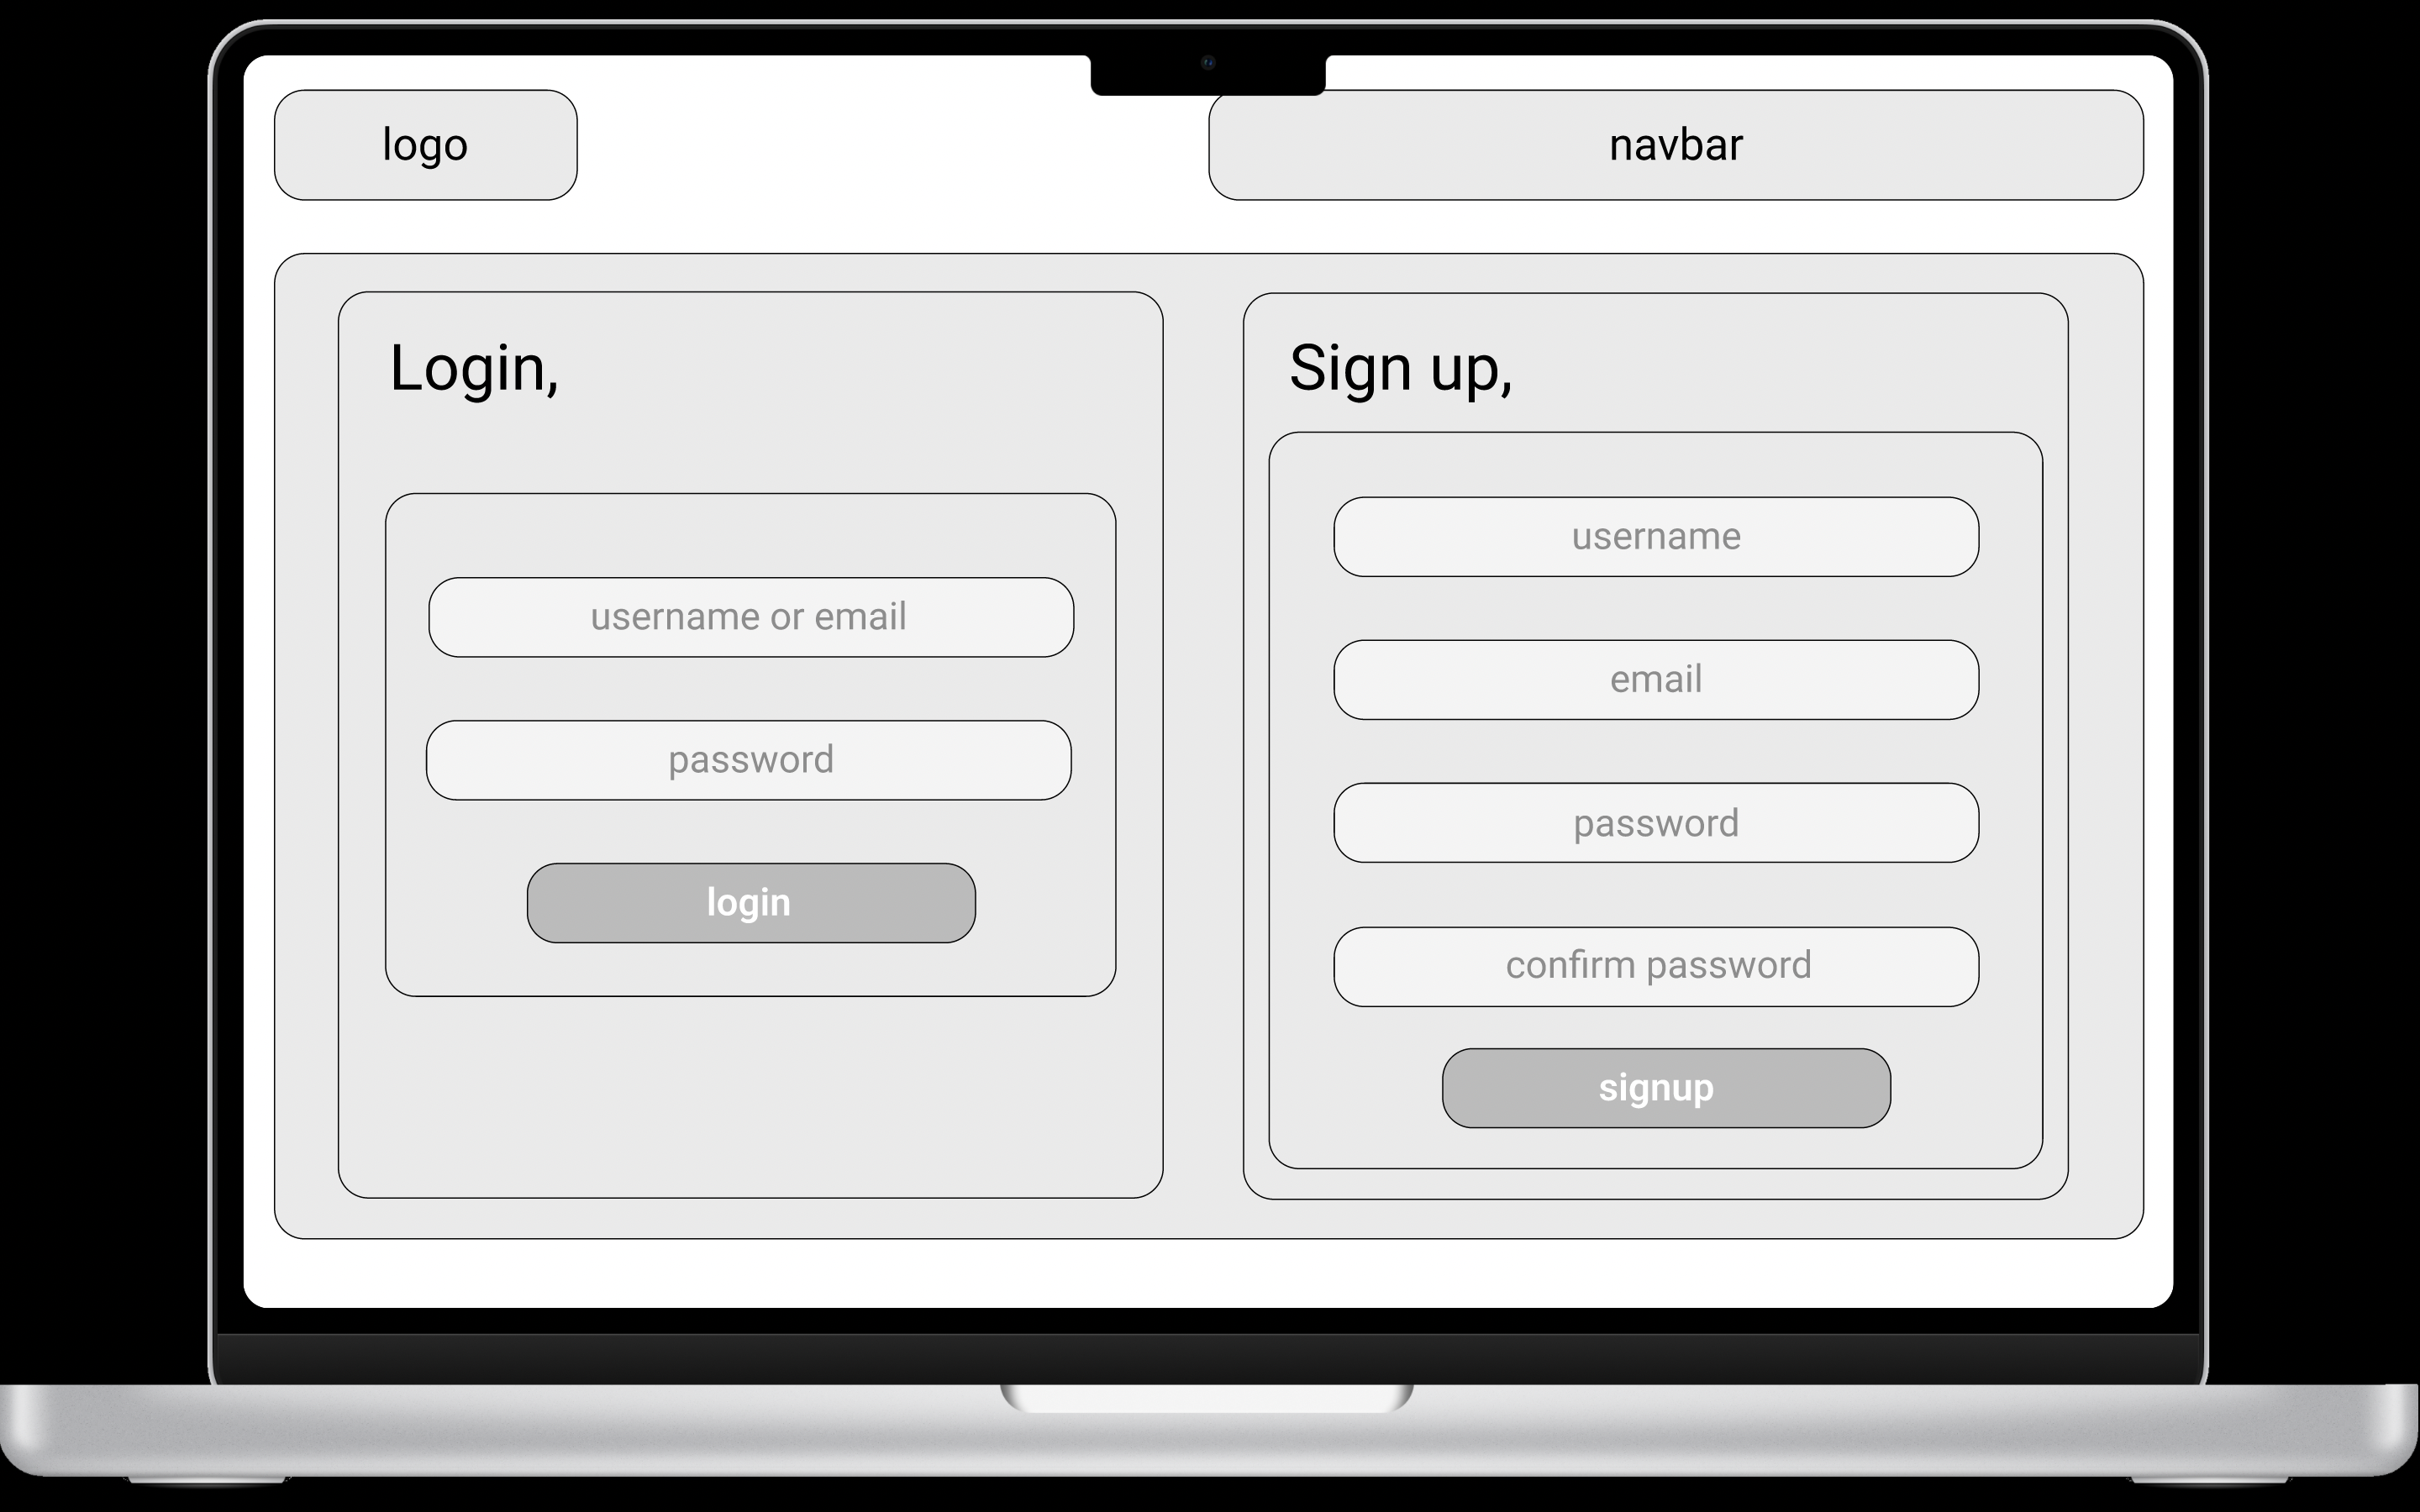 logo
navbar
Login,
username or email
password
login
Sign up,
username
email
password
confirm password
signup